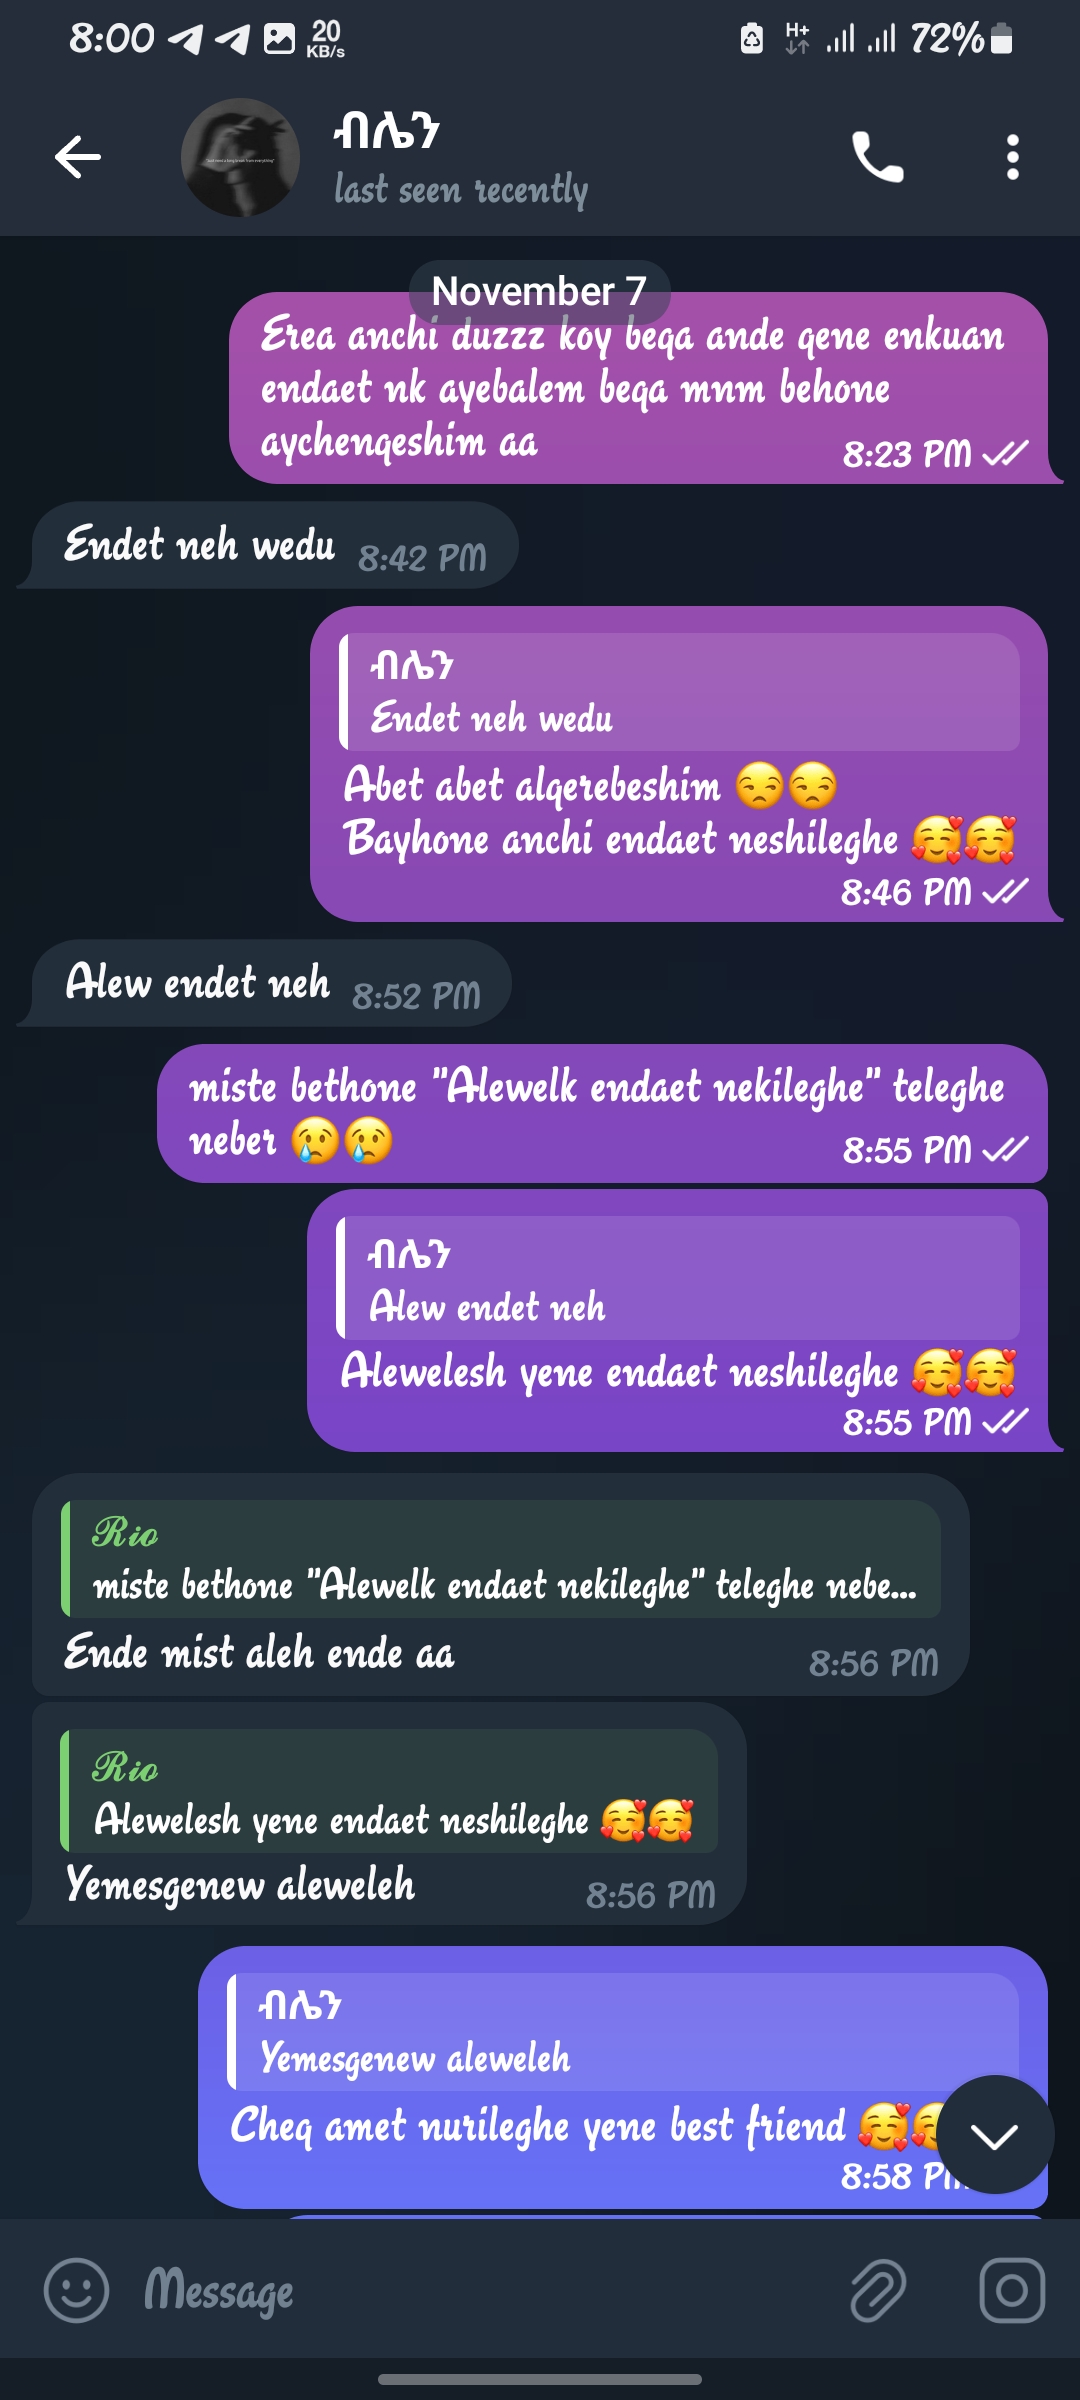 8:00 20 KB/s H+ 72%
ብሌን
last seen recently
November 7
Erea anchi duzzz koy beqa ande qene enkuan
endaet nk ayebalem beqa mnm behone
aychenqeshim aa 8:23 PM
Endet neh wedu 8:42 PM
ብሌን
Endet neh wedu
Abet abet alqerebeshim 😒😒
Bayhone anchi endaet neshileghe 🥰🥰
8:46 PM
Alew endet neh 8:52 PM
miste bethone "Alewelk endaet nekileghe" teleghe
neber 😢😢 8:55 PM
ብሌን
Alew endet neh
Alewelesh yene endaet neshileghe 🥰🥰
8:55 PM
Rio
miste bethone "Alewelk endaet nekileghe" teleghe nebe...
Ende mist aleh ende aa 8:56 PM
Rio
Alewelesh yene endaet neshileghe 🥰🥰
Yemesgenew aleweleh 8:56 PM
ብሌን
Yemesgenew aleweleh
Cheq amet nurileghe yene best friend 🥰🥰
8:58 PM
Message